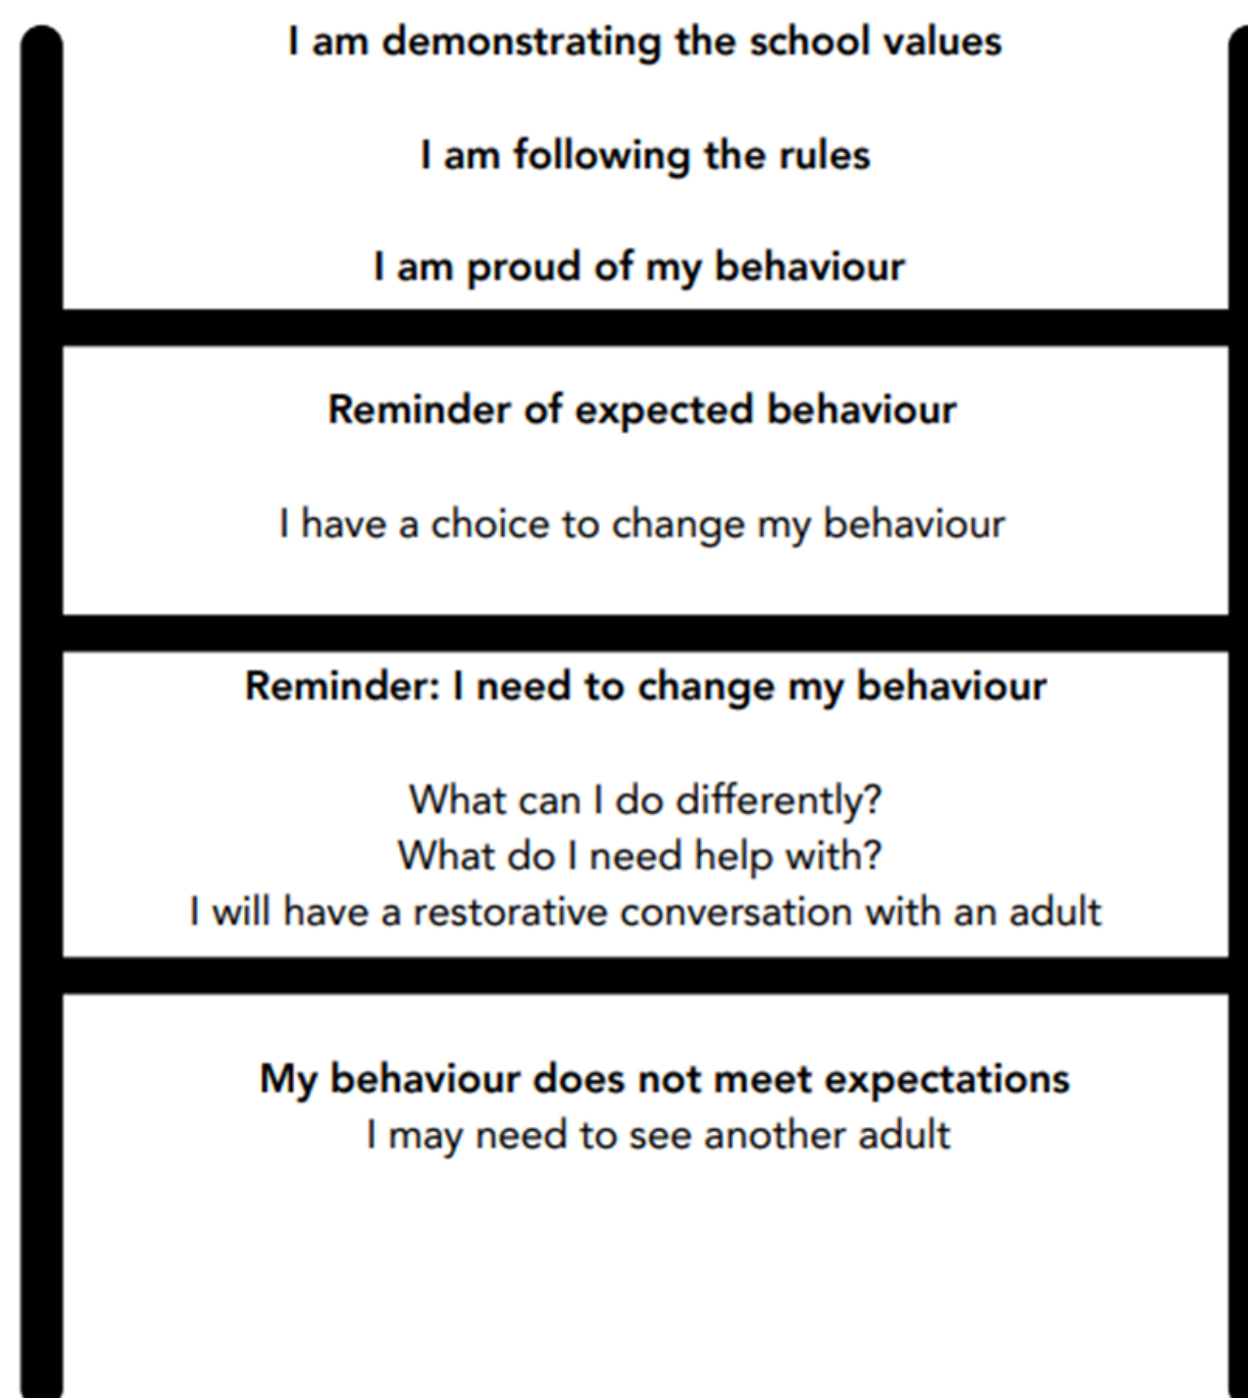 I am demonstrating the school values
I am following the rules
I am proud of my behaviour
Reminder of expected behaviour
I have a choice to change my behaviour
Reminder: I need to change my behaviour
What can I do differently?
What do I need help with?
I will have a restorative conversation with an adult
My behaviour does not meet expectations
I may need to see another adult